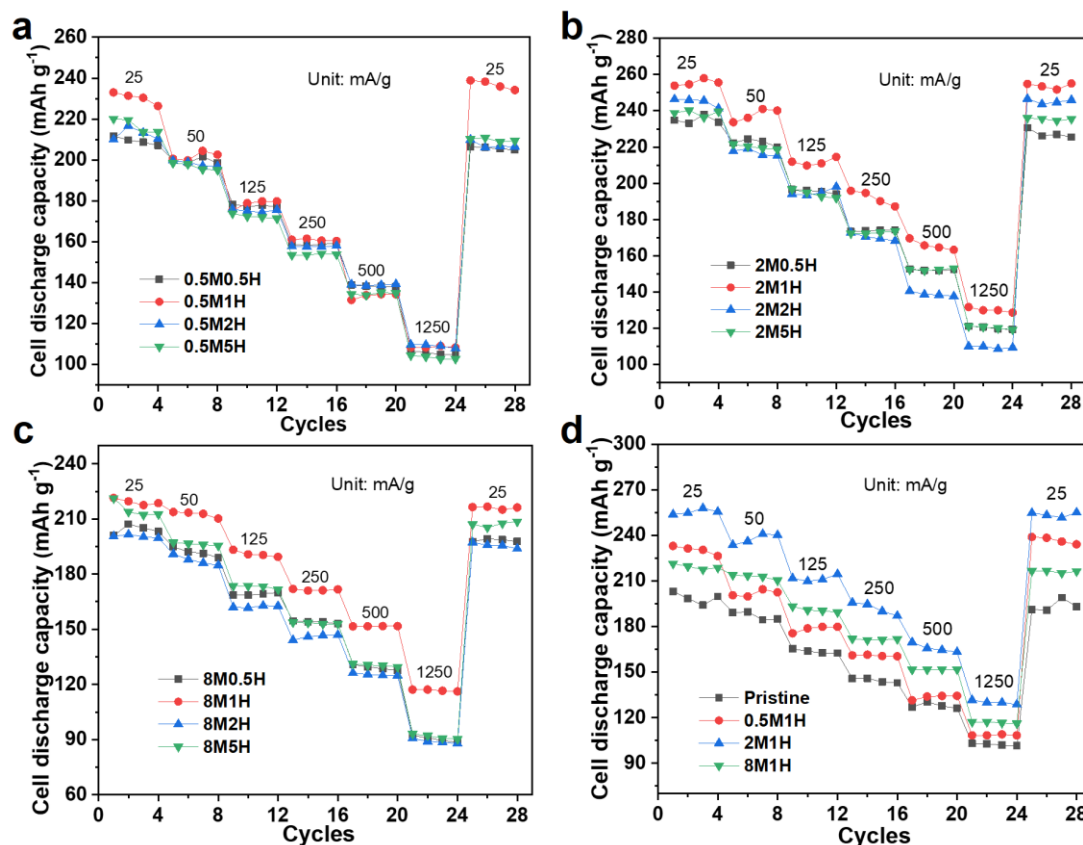 a
Cell discharge capacity (mAh g⁻¹)
260
240
220
200
180
160
140
120
100
25
Unit: mA/g
25
50
125
250
500
1250
0.5M0.5H
0.5M1H
0.5M2H
0.5M5H
0 4 8 12 16 20 24 28
Cycles
b
Cell discharge capacity (mAh g⁻¹)
280
260
240
220
200
180
160
140
120
100
25
Unit: mA/g
25
50
125
250
500
1250
2M0.5H
2M1H
2M2H
2M5H
0 4 8 12 16 20 24 28
Cycles
c
Cell discharge capacity (mAh g⁻¹)
240
210
180
150
120
90
60
25
Unit: mA/g
25
50
125
250
500
1250
8M0.5H
8M1H
8M2H
8M5H
0 4 8 12 16 20 24 28
Cycles
d
Cell discharge capacity (mAh g⁻¹)
300
270
240
210
180
150
120
90
25
Unit: mA/g
25
50
125
250
500
1250
Pristine
0.5M1H
2M1H
8M1H
0 4 8 12 16 20 24 28
Cycles